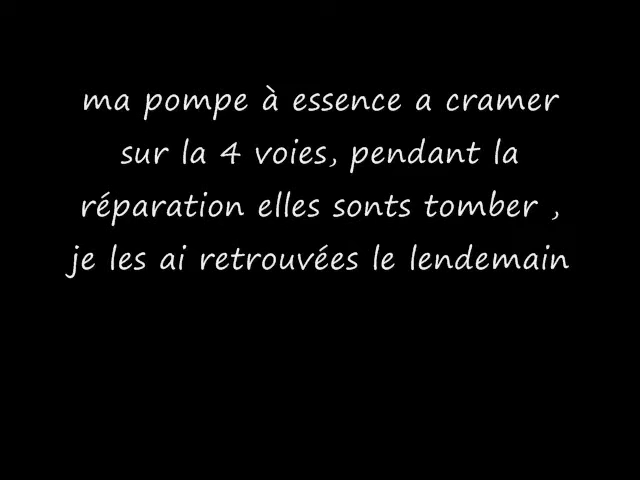 ma pompe à essence a cramer
sur la 4 voies, pendant la
réparation elles sonts tomber ,
je les ai retrouvées le lendemain